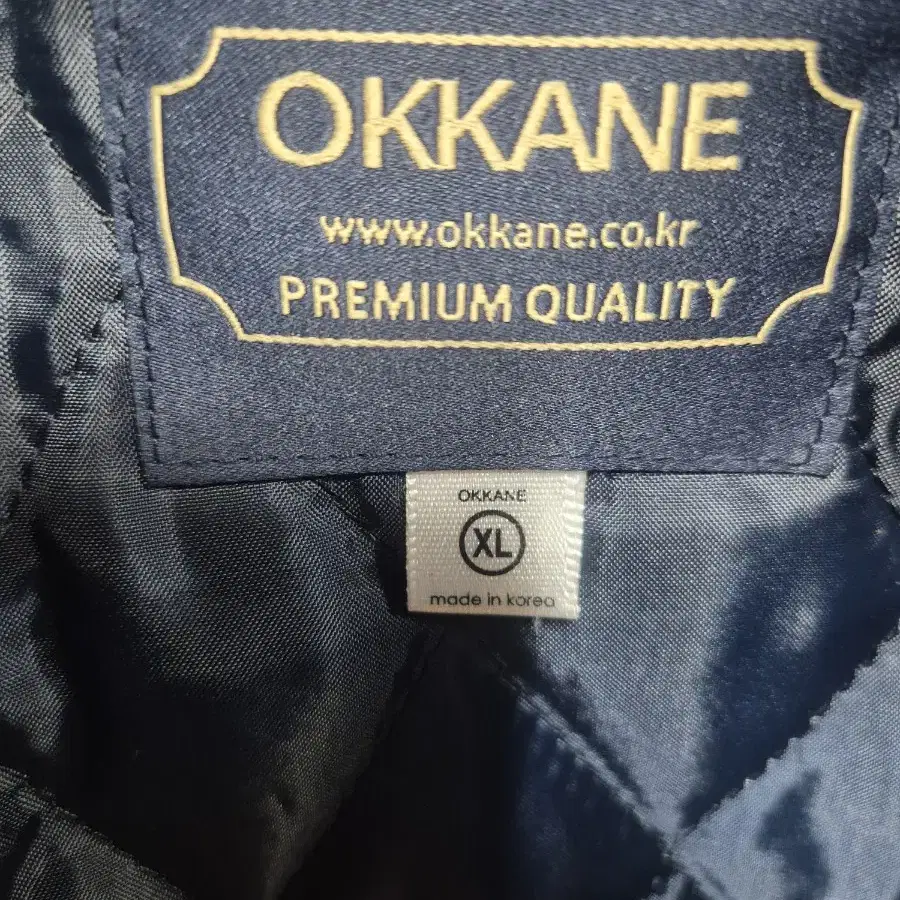 OKKANE
www.okkane.co.kr
PREMIUM QUALITY
OKKANE
XL
made in korea